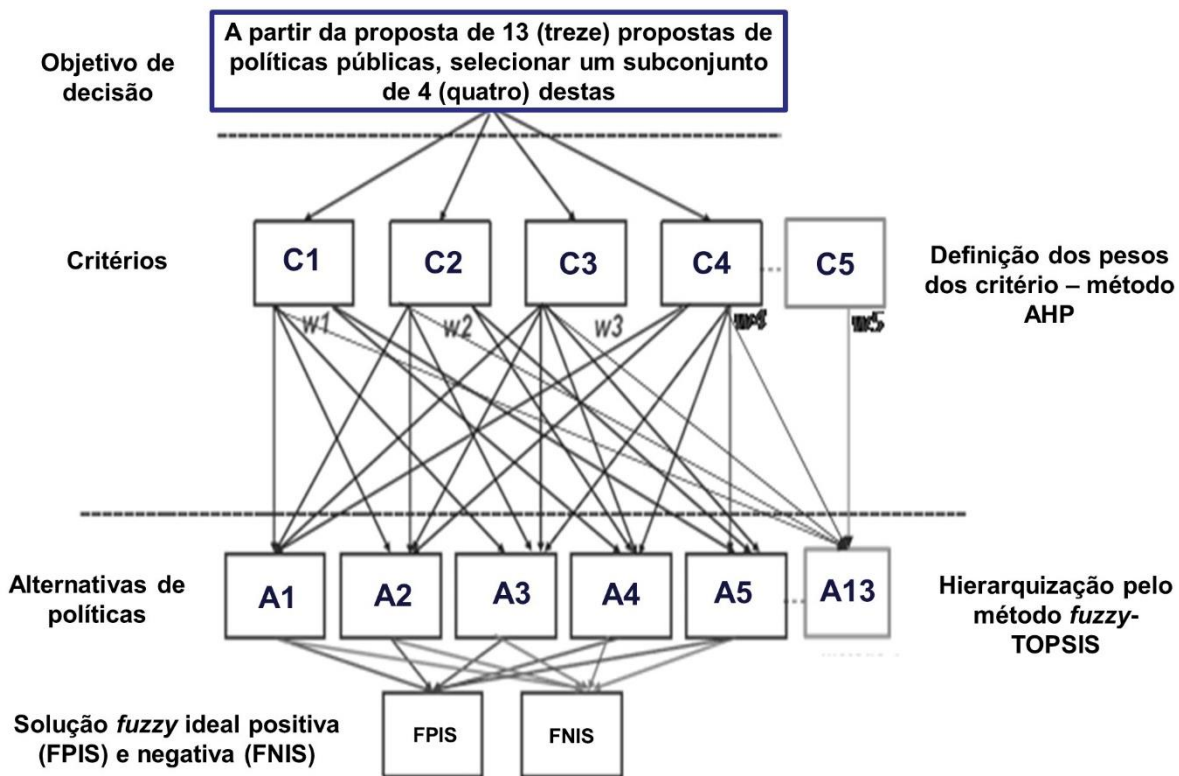 A partir da proposta de 13 (treze) propostas de
políticas públicas, selecionar um subconjunto
de 4 (quatro) destas
Objetivo de
decisão
Critérios
C1
C2
C3
C4
C5
Definição dos pesos
dos critério – método
AHP
w1
w2
w3
w4
w5
Alternativas de
políticas
A1
A2
A3
A4
A5
A13
Hierarquização pelo
método fuzzy-
TOPSIS
Solução fuzzy ideal positiva
(FPIS) e negativa (FNIS)
FPIS
FNIS